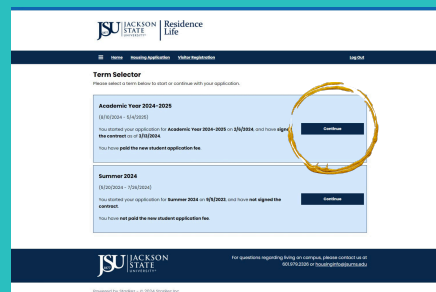 JSU JACKSON STATE UNIVERSITY Residence Life
Home Housing Application Visitor Registration Log Out
Term Selector
Please select a term below to start or continue with your application.
Academic Year 2024-2025
(8/10/2024 - 5/4/2025)
You started your application for Academic Year 2024-2025 on 2/6/2024, and have signed
the contract as of 3/13/2024.
You have paid the new student application fee.
Continue
Summer 2024
(5/20/2024 - 7/26/2024)
You started your application for Summer 2024 on 9/5/2023, and have not signed the
contract.
You have not paid the new student application fee.
Continue
JSU JACKSON STATE UNIVERSITY
For questions regarding living on campus, please contact us at
601.979.2326 or housinginfo@jsums.edu